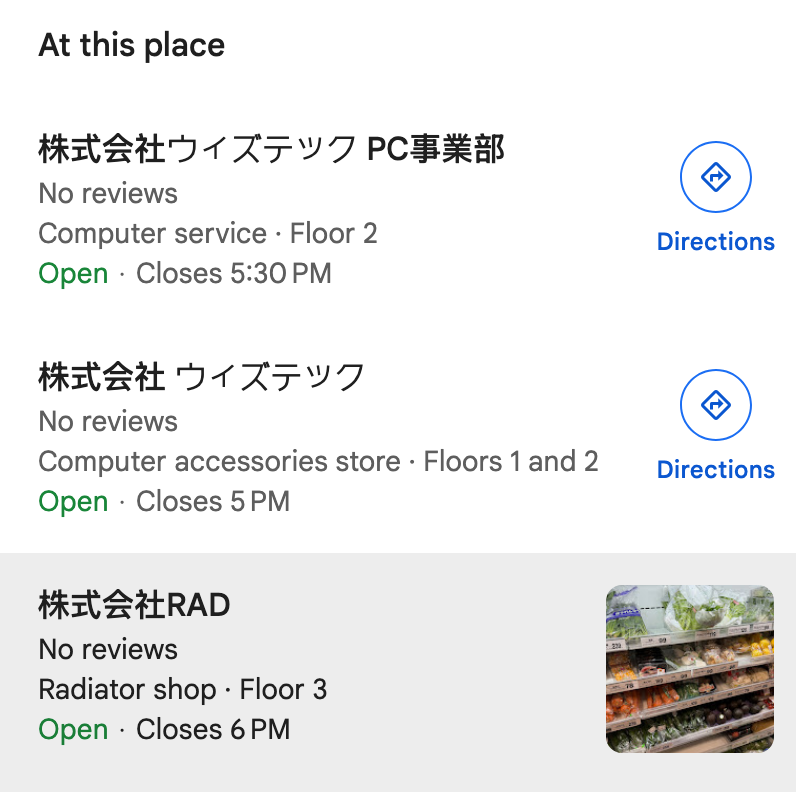 At this place
株式会社ウィズテック PC事業部
No reviews
Computer service · Floor 2
Open · Closes 5:30 PM
Directions
株式会社 ウィズテック
No reviews
Computer accessories store · Floors 1 and 2
Open · Closes 5 PM
Directions
株式会社RAD
No reviews
Radiator shop · Floor 3
Open · Closes 6 PM